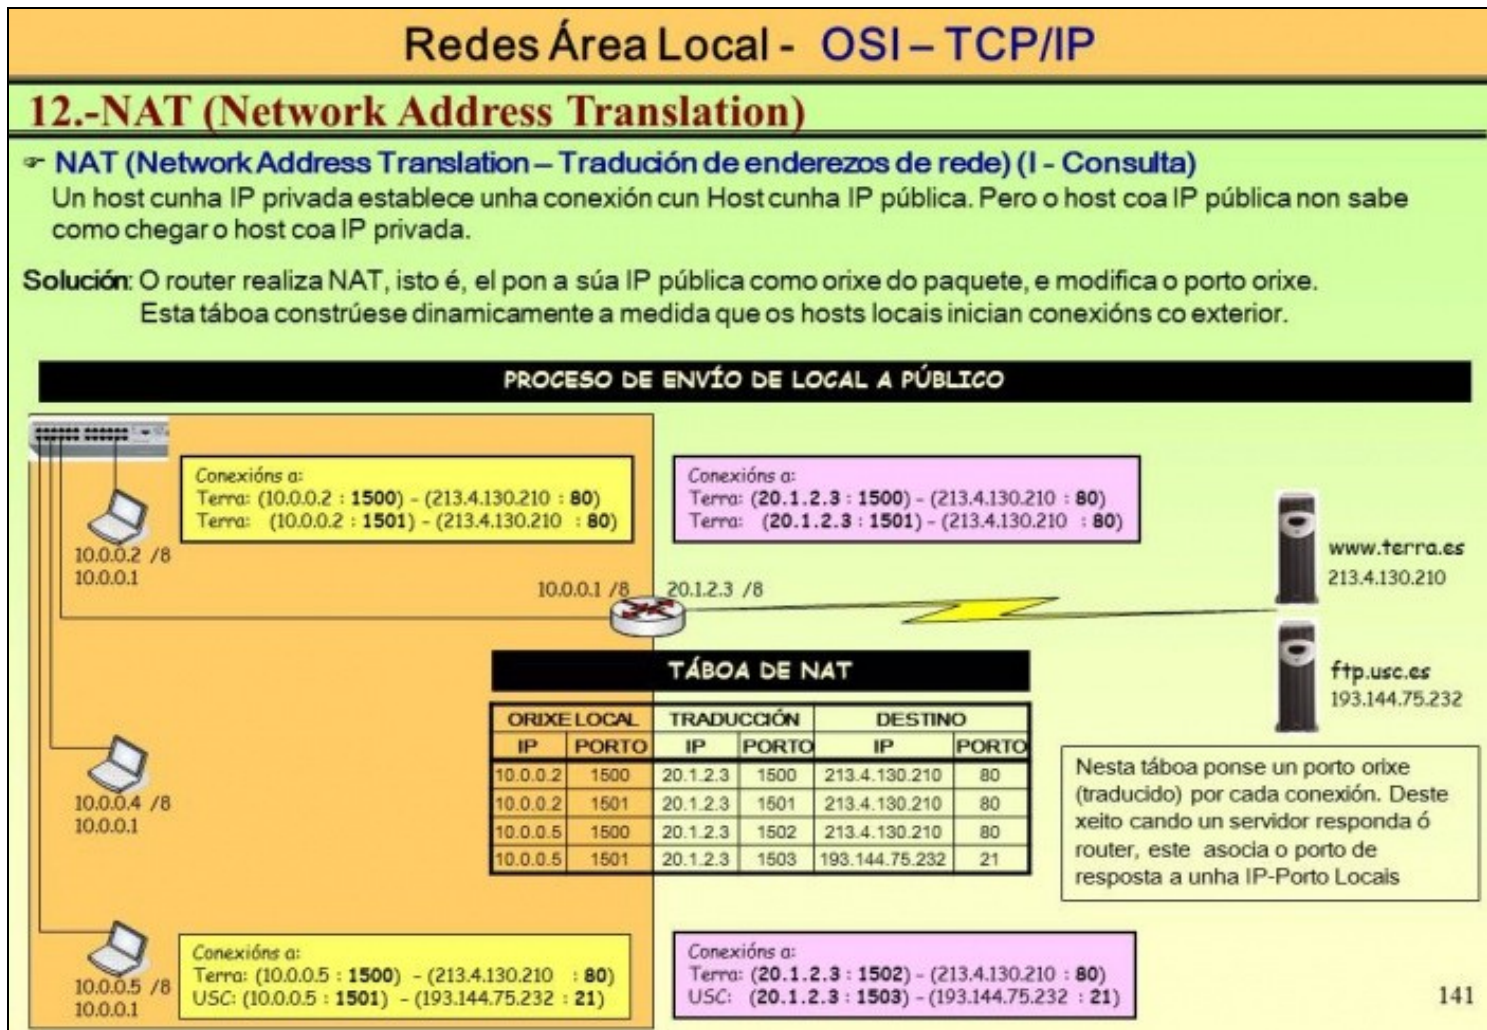 Redes Área Local - OSI – TCP/IP
12.-NAT (Network Address Translation)
☞ NAT (Network Address Translation – Tradución de enderezos de rede) (I - Consulta)
Un host cunha IP privada establece unha conexión cun Host cunha IP pública. Pero o host coa IP pública non sabe
como chegar o host coa IP privada.
Solución: O router realiza NAT, isto é, el pon a súa IP pública como orixe do paquete, e modifica o porto orixe.
Esta táboa constrúese dinamicamente a medida que os hosts locais inician conexións co exterior.
PROCESO DE ENVÍO DE LOCAL A PÚBLICO
Conexións a:
Terra: (10.0.0.2 : 1500) - (213.4.130.210 : 80)
Terra: (10.0.0.2 : 1501) - (213.4.130.210 : 80)
Conexións a:
Terra: (20.1.2.3 : 1500) - (213.4.130.210 : 80)
Terra: (20.1.2.3 : 1501) - (213.4.130.210 : 80)
10.0.0.2 /8
10.0.0.1
www.terra.es
213.4.130.210
10.0.0.1 /8
20.1.2.3 /8
ftp.usc.es
193.144.75.232
TÁBOA DE NAT
ORIXE LOCAL TRADUCCIÓN DESTINO
IP PORTO IP PORTO IP PORTO
10.0.0.2 1500 20.1.2.3 1500 213.4.130.210 80
10.0.0.2 1501 20.1.2.3 1501 213.4.130.210 80
10.0.0.5 1500 20.1.2.3 1502 213.4.130.210 80
10.0.0.5 1501 20.1.2.3 1503 193.144.75.232 21
10.0.0.4 /8
10.0.0.1
Nesta táboa ponse un porto orixe
(traducido) por cada conexión. Deste
xeito cando un servidor responda ó
router, este asocia o porto de
resposta a unha IP-Porto Locais
10.0.0.5 /8
10.0.0.1
Conexións a:
Terra: (10.0.0.5 : 1500) - (213.4.130.210 : 80)
USC: (10.0.0.5 : 1501) - (193.144.75.232 : 21)
Conexións a:
Terra: (20.1.2.3 : 1502) - (213.4.130.210 : 80)
USC: (20.1.2.3 : 1503) - (193.144.75.232 : 21)
141